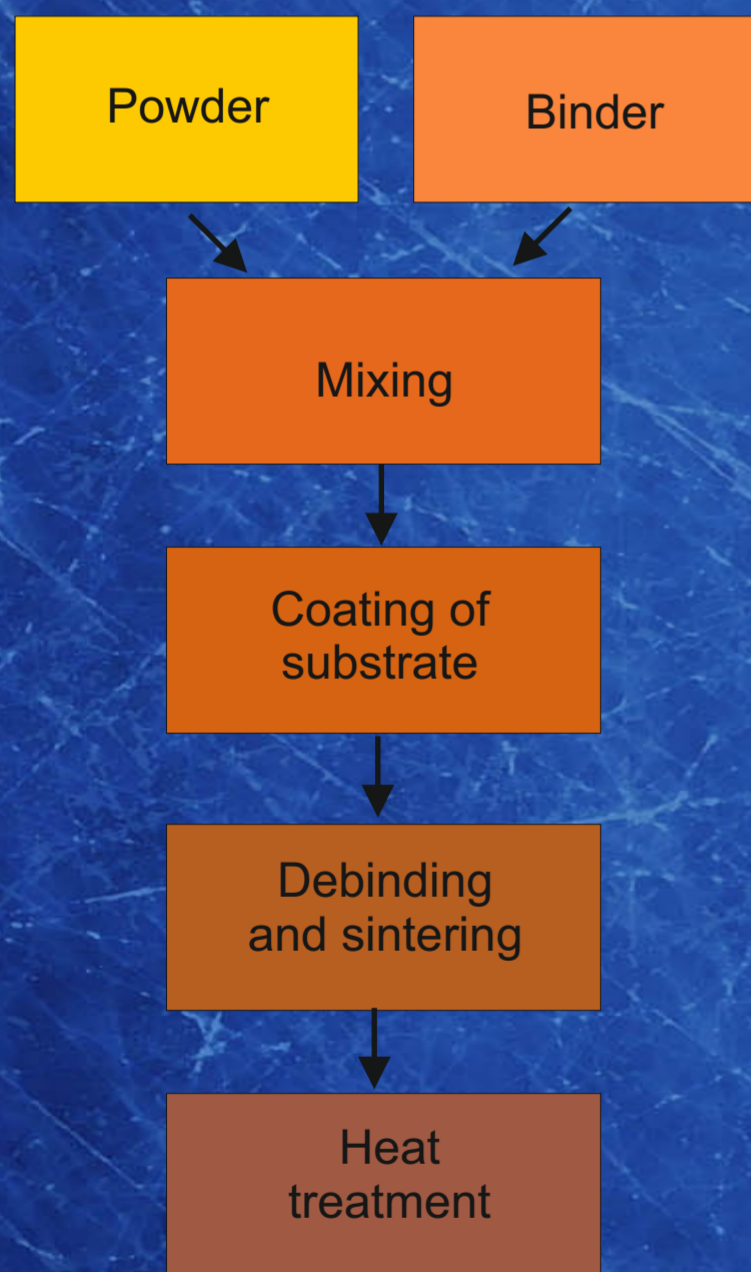 Powder
Binder
Mixing
Coating of
substrate
Debinding
and sintering
Heat
treatment